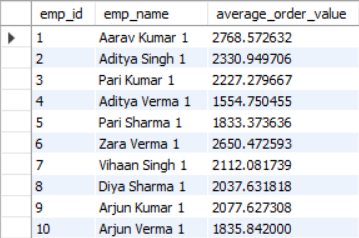 emp_id emp_name average_order_value
1 Aarav Kumar 1 2768.572632
2 Aditya Singh 1 2330.949706
3 Pari Kumar 1 2227.279667
4 Aditya Verma 1 1554.750455
5 Pari Sharma 1 1833.373636
6 Zara Verma 1 2650.472593
7 Vihaan Singh 1 2112.081739
8 Diya Sharma 1 2037.631818
9 Arjun Kumar 1 2077.627308
10 Arjun Verma 1 1835.842000